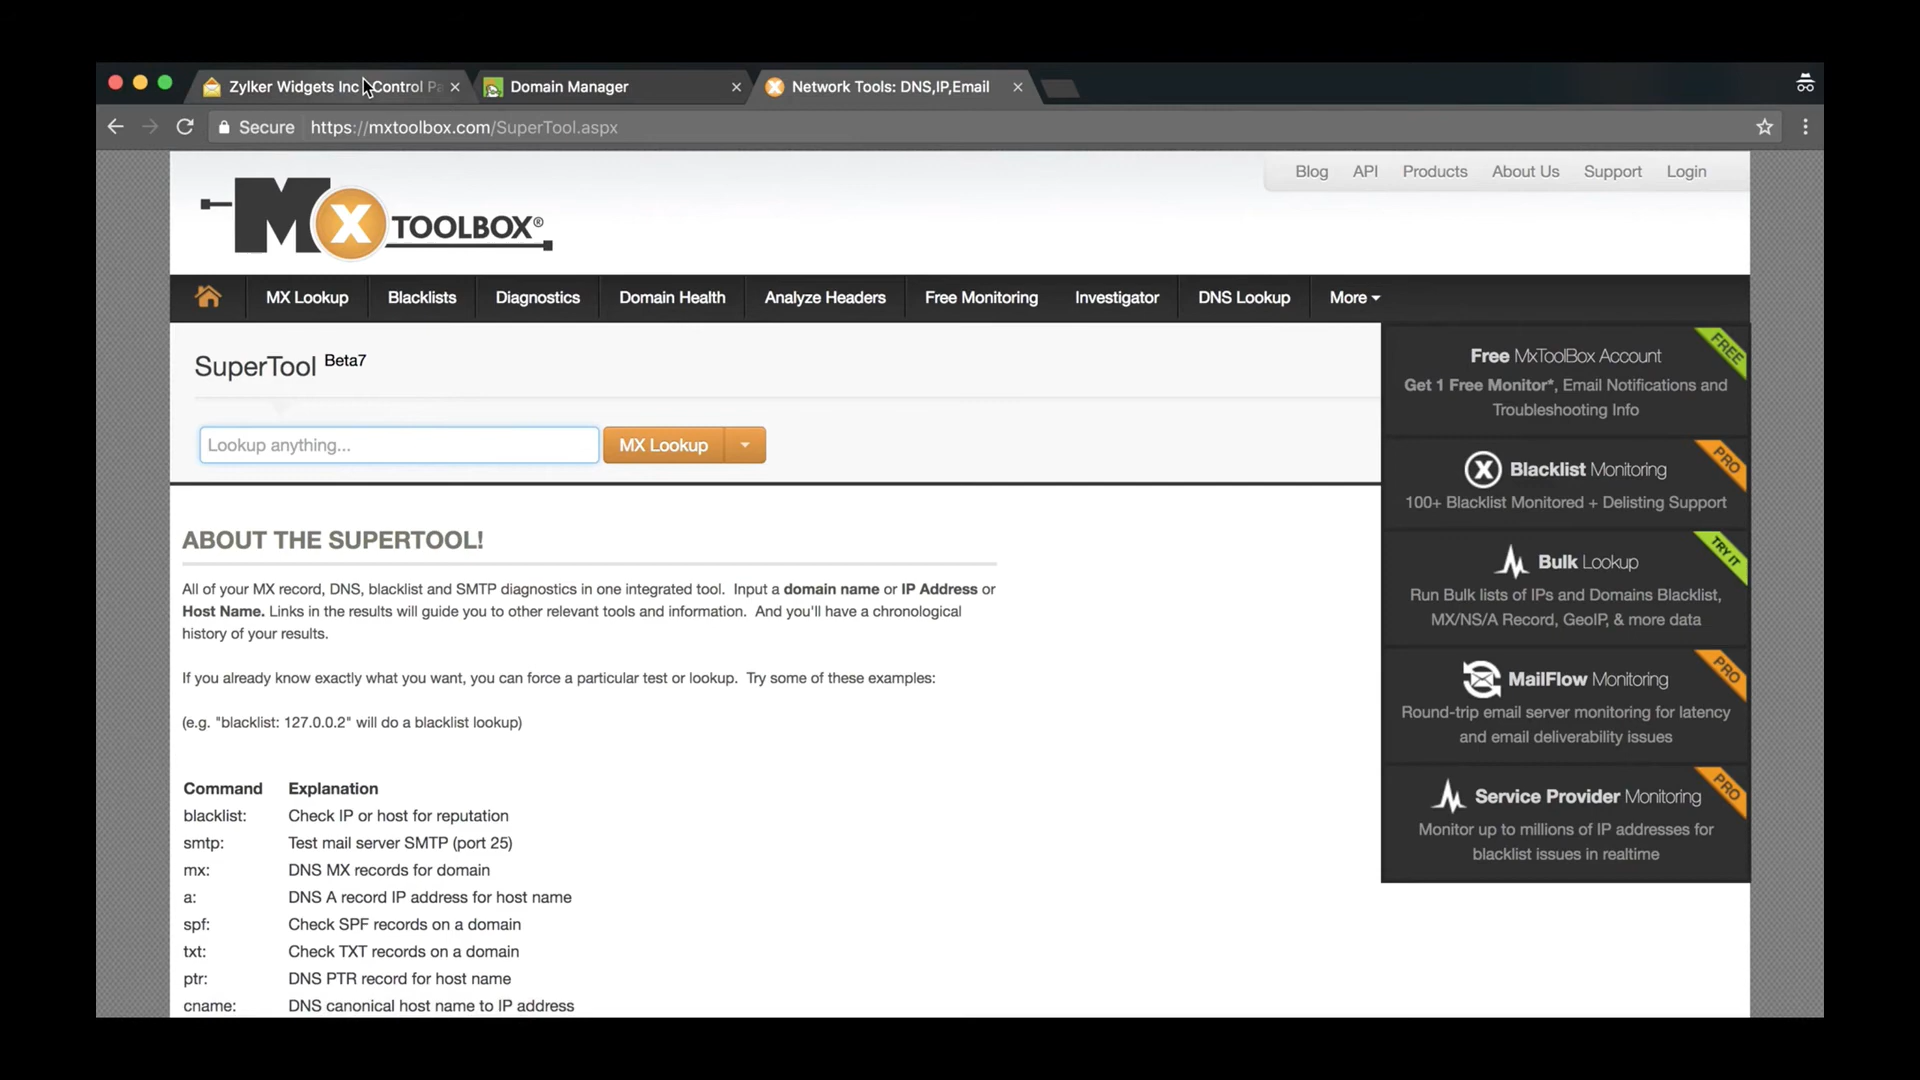 Zylker Widgets Inc Control Pa
Domain Manager
Network Tools: DNS,IP,Email
Secure https://mxtoolbox.com/SuperTool.aspx
Blog API Products About Us Support Login
MX TOOLBOX®
MX Lookup Blacklists Diagnostics Domain Health Analyze Headers Free Monitoring Investigator DNS Lookup More
SuperTool Beta7
Lookup anything... MX Lookup
ABOUT THE SUPERTOOL!
All of your MX record, DNS, blacklist and SMTP diagnostics in one integrated tool. Input a domain name or IP Address or
Host Name. Links in the results will guide you to other relevant tools and information. And you'll have a chronological
history of your results.
If you already know exactly what you want, you can force a particular test or lookup. Try some of these examples:
(e.g. "blacklist: 127.0.0.2" will do a blacklist lookup)
Command Explanation
blacklist: Check IP or host for reputation
smtp: Test mail server SMTP (port 25)
mx: DNS MX records for domain
a: DNS A record IP address for host name
spf: Check SPF records on a domain
txt: Check TXT records on a domain
ptr: DNS PTR record for host name
cname: DNS canonical host name to IP address
Free MxToolBox Account
FREE
Get 1 Free Monitor*, Email Notifications and
Troubleshooting Info
Blacklist Monitoring
PRO
100+ Blacklist Monitored + Delisting Support
Bulk Lookup
TRY IT
Run Bulk lists of IPs and Domains Blacklist,
MX/NS/A Record, GeoIP, & more data
MailFlow Monitoring
PRO
Round-trip email server monitoring for latency
and email deliverability issues
Service Provider Monitoring
PRO
Monitor up to millions of IP addresses for
blacklist issues in realtime